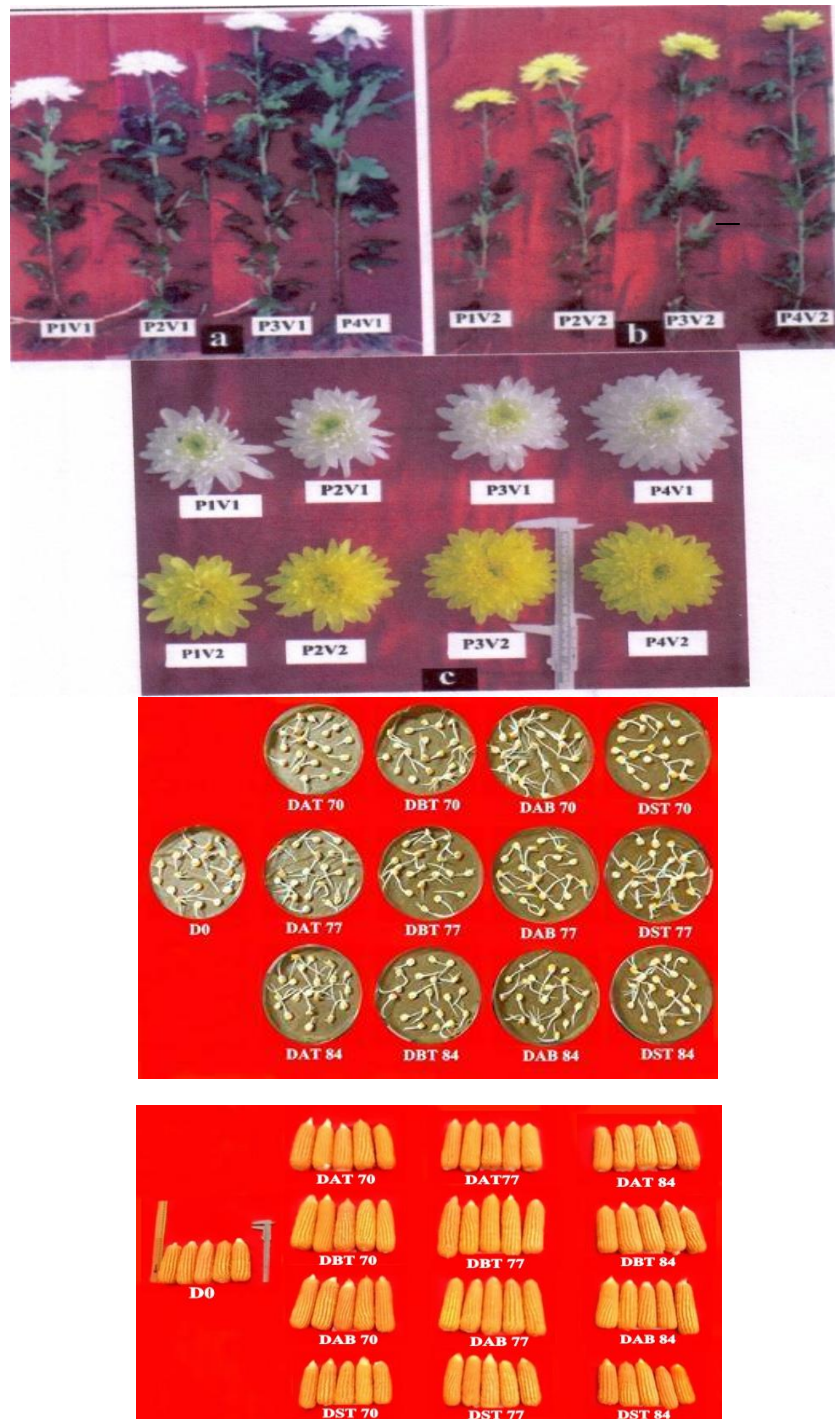 P1V1 P2V1 P3V1 P4V1
a
P1V2 P2V2 P3V2 P4V2
b
P1V1 P2V1 P3V1 P4V1
P1V2 P2V2 P3V2 P4V2
c
DAT 70 DBT 70 DAB 70 DST 70
D0 DAT 77 DBT 77 DAB 77 DST 77
DAT 84 DBT 84 DAB 84 DST 84
DAT 70 DAT77 DAT 84
DBT 70 DBT 77 DBT 84
D0
DAB 70 DAB 77 DAB 84
DST 70 DST 77 DST 84